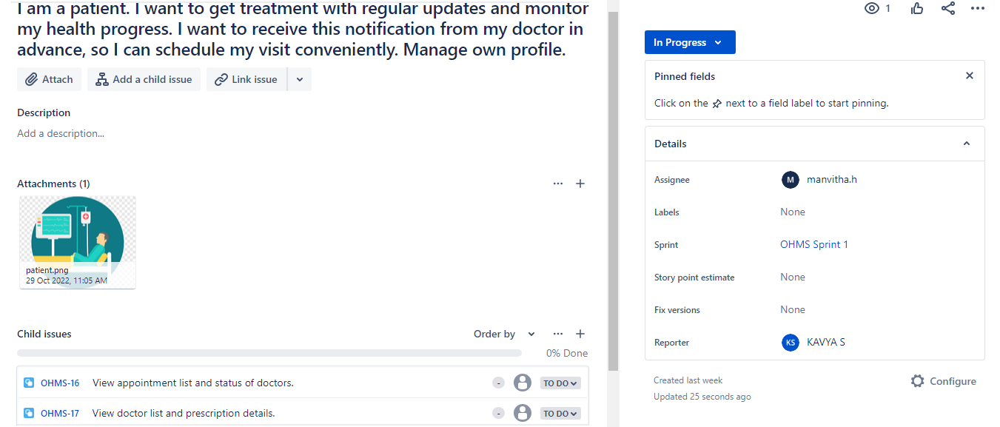 I am a patient. I want to get treatment with regular updates and monitor
my health progress. I want to receive this notification from my doctor in
advance, so I can schedule my visit conveniently. Manage own profile.
Attach
Add a child issue
Link issue
Description
Add a description...
Attachments (1)
patient.png
29 Oct 2022, 11:05 AM
Child issues
Order by
0% Done
OHMS-16 View appointment list and status of doctors. - TO DO
OHMS-17 View doctor list and prescription details. - TO DO
1
In Progress
Pinned fields
Click on the next to a field label to start pinning.
Details
Assignee M manvitha.h
Labels None
Sprint OHMS Sprint 1
Story point estimate None
Fix versions None
Reporter KS KAVYA S
Created last week
Configure
Updated 25 seconds ago